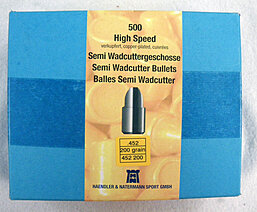 500
High Speed
verkupfert, copper-plated, cuivrées
Semi Wadcuttergeschosse
Semi Wadcutter Bullets
Balles Semi Wadcutter
.452
200 grain
452 200
HAENDLER & NATERMANN SPORT GMBH